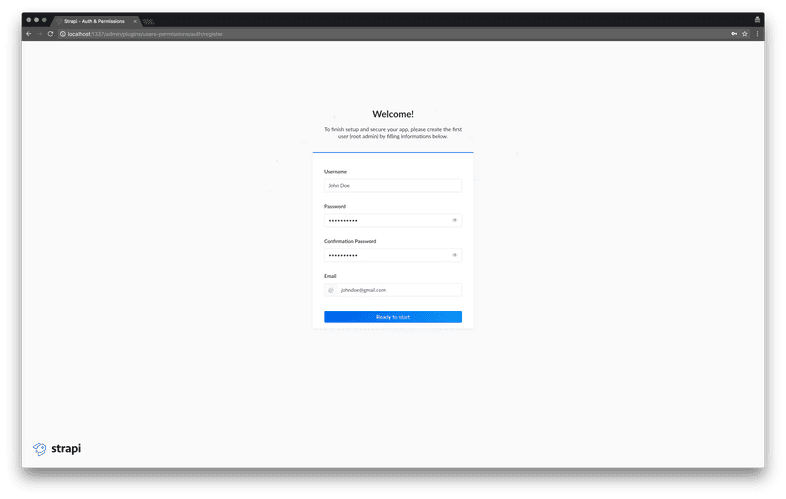 Strapi - Auth & Permissions
localhost:1337/admin/plugins/users-permissions/auth/register
Welcome!
To finish setup and secure your app, please create the first
user (root admin) by filling informations below.
Username
John Doe
Password
Confirmation Password
Email
@ johndoe@gmail.com
Ready to start
strapi